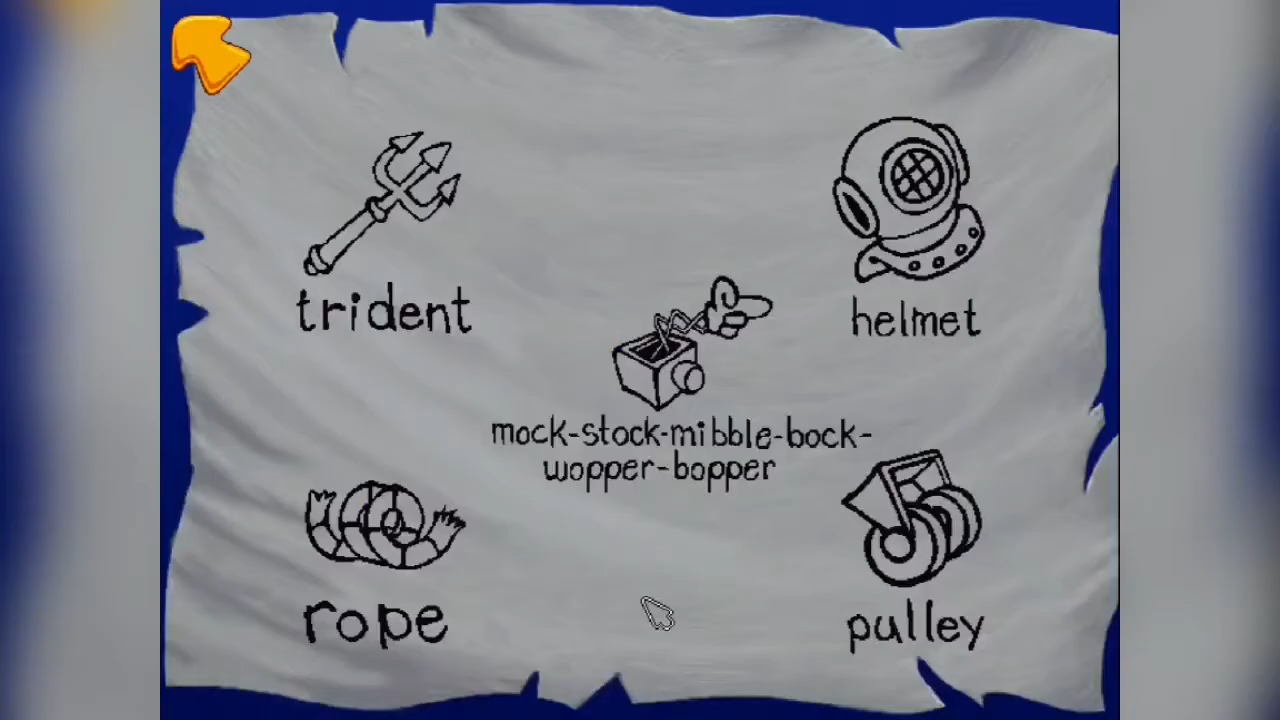 trident
helmet
mock-stock-mibble-bock-
wopper-bopper
rope
pulley